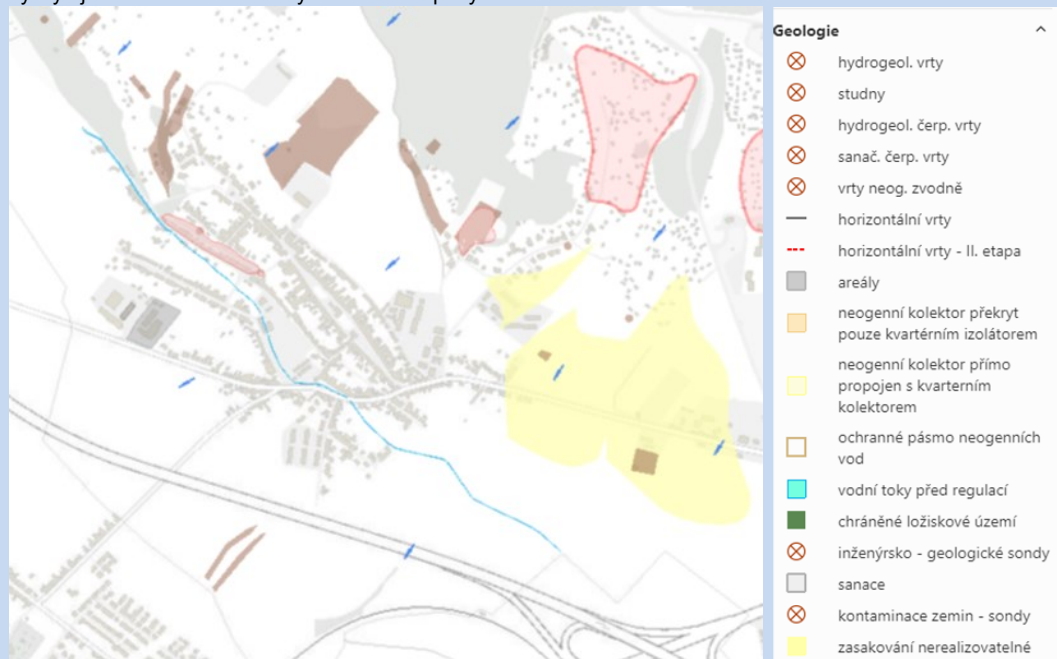 Geologie
hydrogeol. vrty
studny
hydrogeol. čerp. vrty
sanač. čerp. vrty
vrty neog. zvodně
horizontální vrty
horizontální vrty - II. etapa
areály
neogenní kolektor překryt
pouze kvartérním izolátorem
neogenní kolektor přímo
propojen s kvarterním
kolektorem
ochranné pásmo neogenních
vod
vodní toky před regulací
chráněné ložiskové území
inženýrsko - geologické sondy
sanace
kontaminace zemin - sondy
zasakování nerealizovatelné